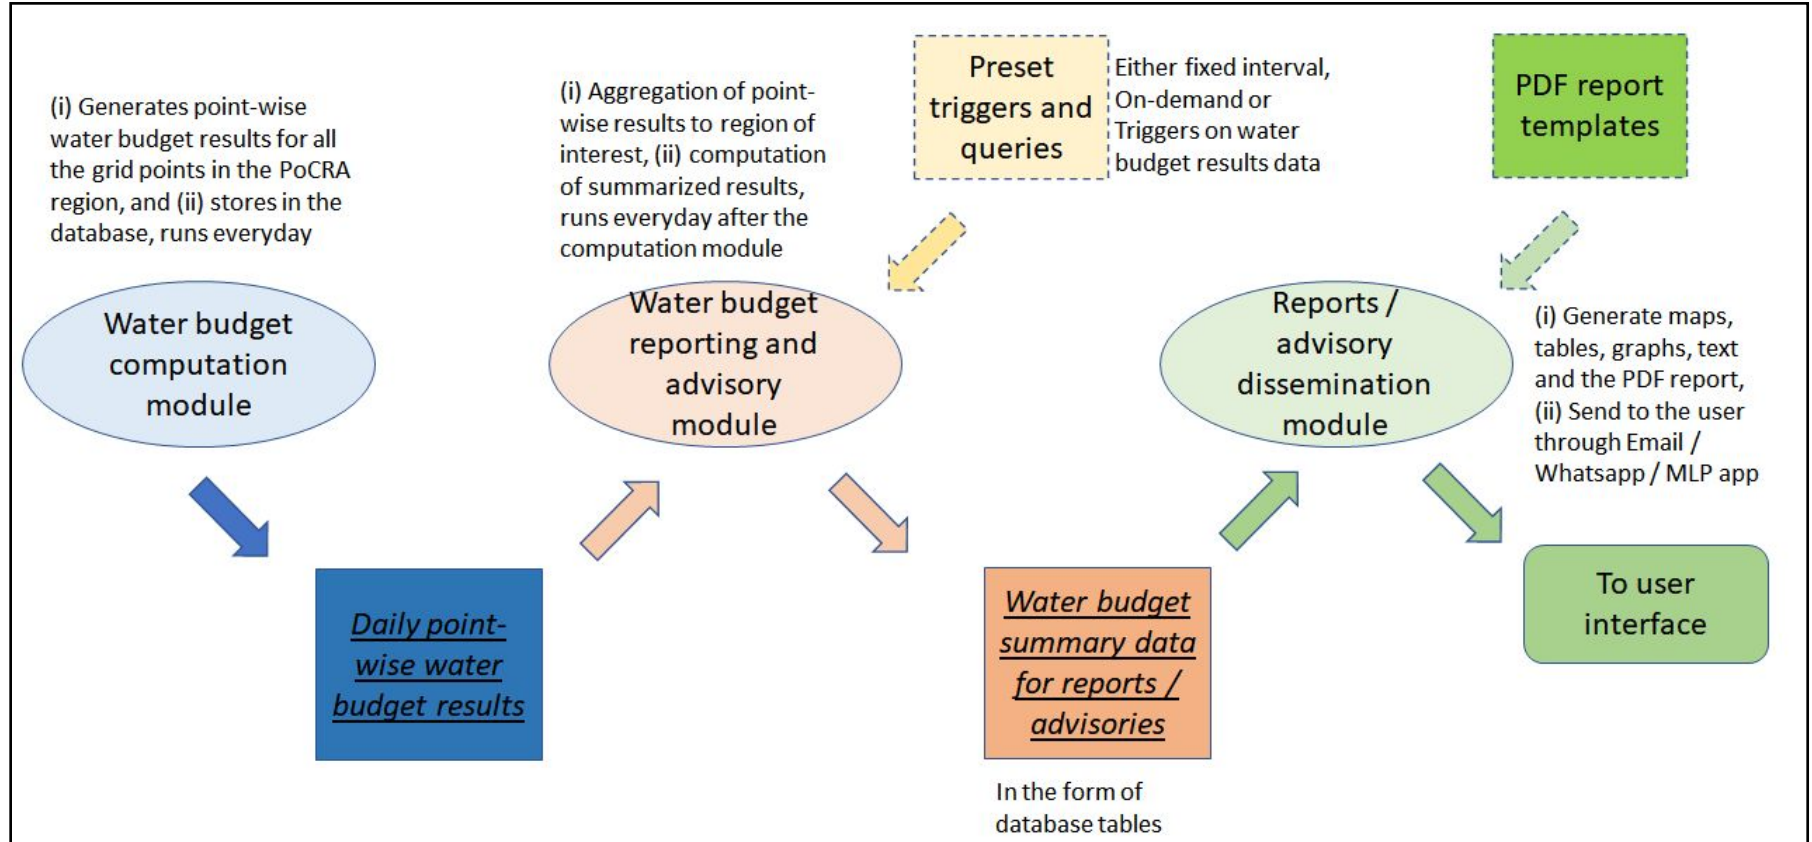 (i) Generates point-wise
water budget results for all
the grid points in the PoCRA
region, and (ii) stores in the
database, runs everyday
(i) Aggregation of point-
wise results to region of
interest, (ii) computation
of summarized results,
runs everyday after the
computation module
Preset
triggers and
queries
Either fixed interval,
On-demand or
Triggers on water
budget results data
PDF report
templates
Water budget
computation
module
Water budget
reporting and
advisory
module
Reports /
advisory
dissemination
module
(i) Generate maps,
tables, graphs, text
and the PDF report,
(ii) Send to the user
through Email /
Whatsapp / MLP app
Daily point-
wise water
budget results
Water budget
summary data
for reports /
advisories
To user
interface
In the form of
database tables